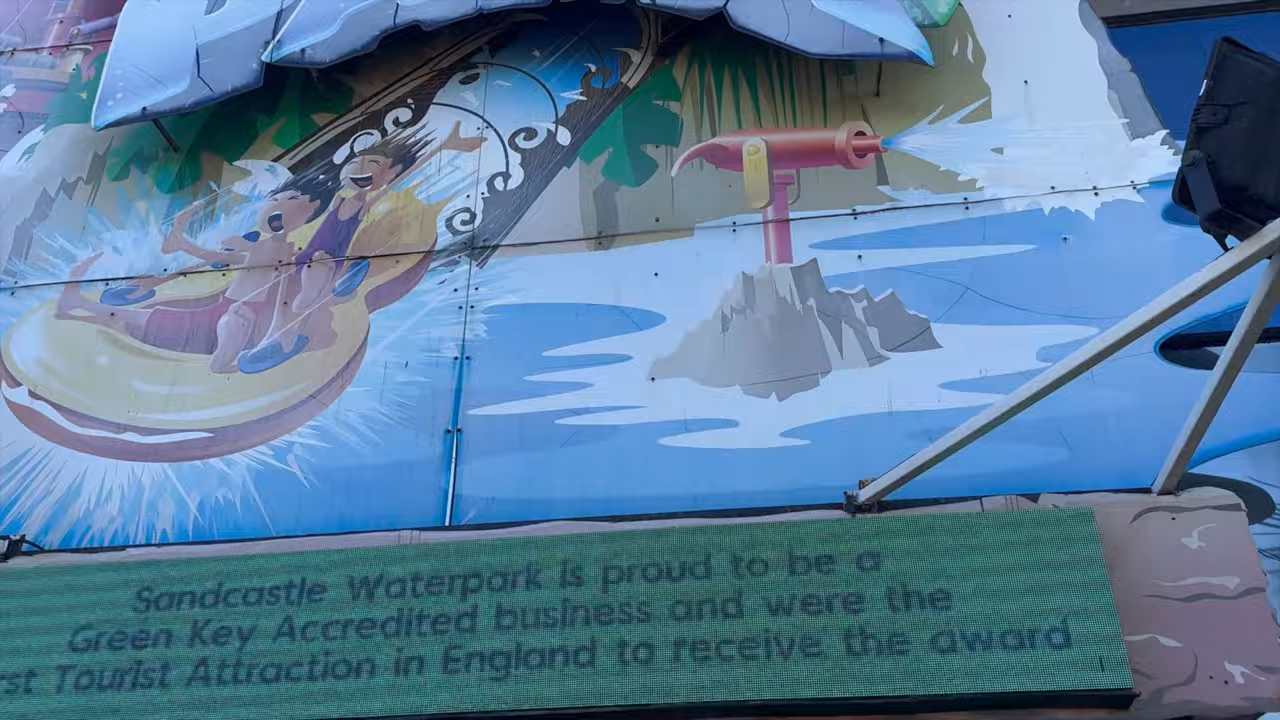 Sandcastle Waterpark is proud to be a
Green Key Accredited business and were the
rst Tourist Attraction in England to receive the award